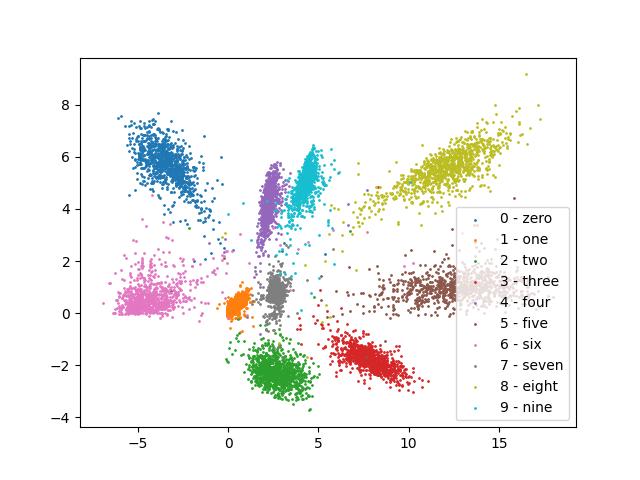 8
6
4
2
0
−2
−4
−5
0
5
10
15
0 - zero
1 - one
2 - two
3 - three
4 - four
5 - five
6 - six
7 - seven
8 - eight
9 - nine